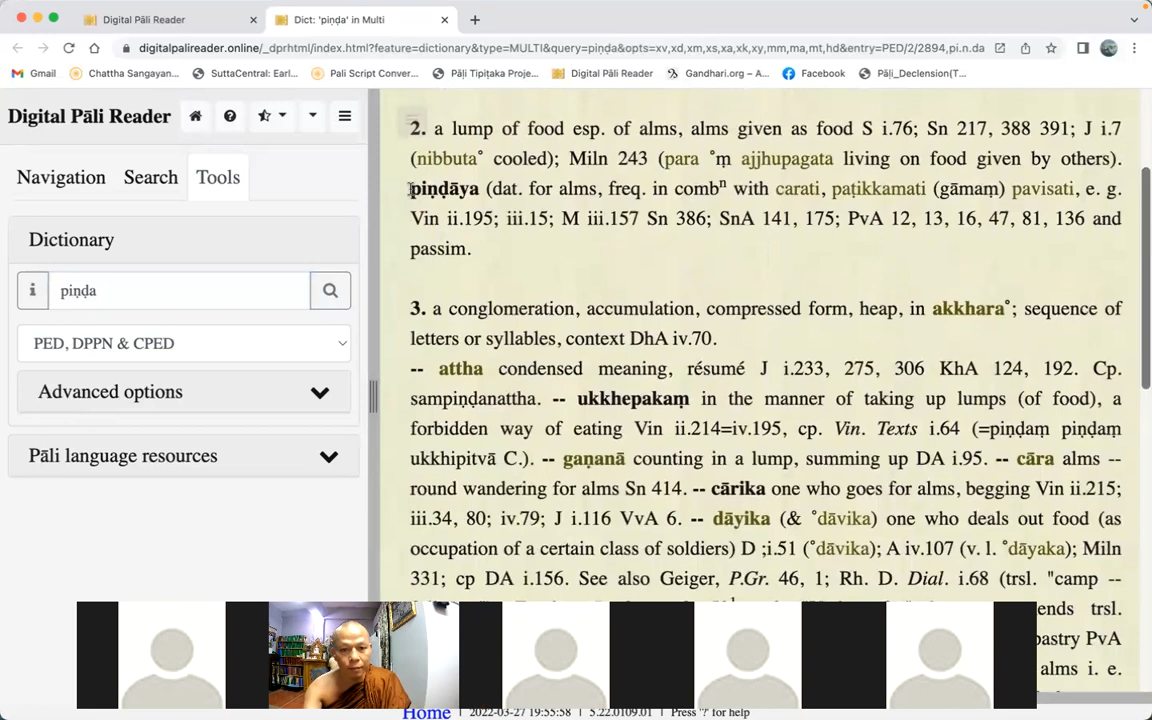 Digital Pāli Reader
Dict: 'piṇḍa' in Multi
digitalpalireader.online/_dprhtml/index.html?feature=dictionary&type=MULTI&query=piṇḍa&opts=xv,xd,xm,xs,xa,xk,xy,mm,ma,mt,hd&entry=PED/2/2894,pi.n.da
Gmail
Chattha Sangayan...
SuttaCentral: Earl...
Pali Script Conver...
Pāḷi Tipiṭaka Proje...
Digital Pāli Reader
Gandhari.org – A...
Facebook
Pāḷi_Declension(T...
Digital Pāli Reader
Navigation
Search
Tools
Dictionary
piṇḍa
PED, DPPN & CPED
Advanced options
Pāli language resources
2. a lump of food esp. of alms, alms given as food S i.76; Sn 217, 388 391; J i.7
(nibbuta˚ cooled); Miln 243 (para ˚ṃ ajjhupagata living on food given by others).
piṇḍāya (dat. for alms, freq. in combⁿ with carati, paṭikkamati (gāmaṃ) pavisati, e. g.
Vin ii.195; iii.15; M iii.157 Sn 386; SnA 141, 175; PvA 12, 13, 16, 47, 81, 136 and
passim.
3. a conglomeration, accumulation, compressed form, heap, in akkhara˚; sequence of
letters or syllables, context DhA iv.70.
-- attha condensed meaning, résumé J i.233, 275, 306 KhA 124, 192. Cp.
sampiṇḍanattha. -- ukkhepakaṃ in the manner of taking up lumps (of food), a
forbidden way of eating Vin ii.214=iv.195, cp. Vin. Texts i.64 (=piṇḍaṃ piṇḍaṃ
ukkhipitvā C.). -- gaṇanā counting in a lump, summing up DA i.95. -- cāra alms --
round wandering for alms Sn 414. -- cārika one who goes for alms, begging Vin ii.215;
iii.34, 80; iv.79; J i.116 VvA 6. -- dāyika (& ˚dāvika) one who deals out food (as
occupation of a certain class of soldiers) D ;i.51 (˚dāvika); A iv.107 (v. l. ˚dāyaka); Miln
331; cp DA i.156. See also Geiger, P.Gr. 46, 1; Rh. D. Dial. i.68 (trsl. "camp --
ends trsl.
pastry PvA
alms i. e.
Home | 2022-03-27 19:55:58 | 5.22.0109.01 | Press '?' for help